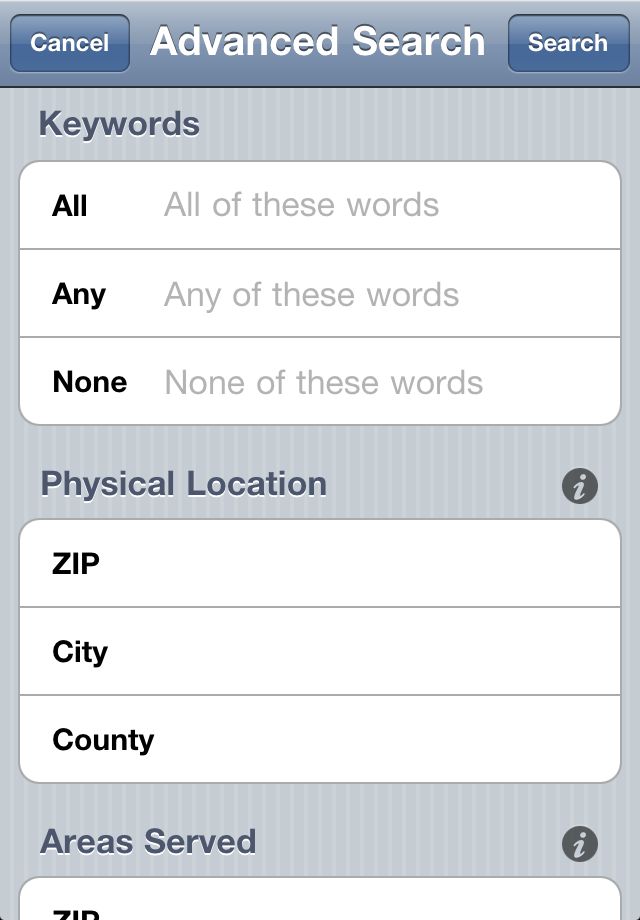 Cancel Advanced Search Search
Keywords
All All of these words
Any Any of these words
None None of these words
Physical Location
ZIP
City
County
Areas Served
ZIP